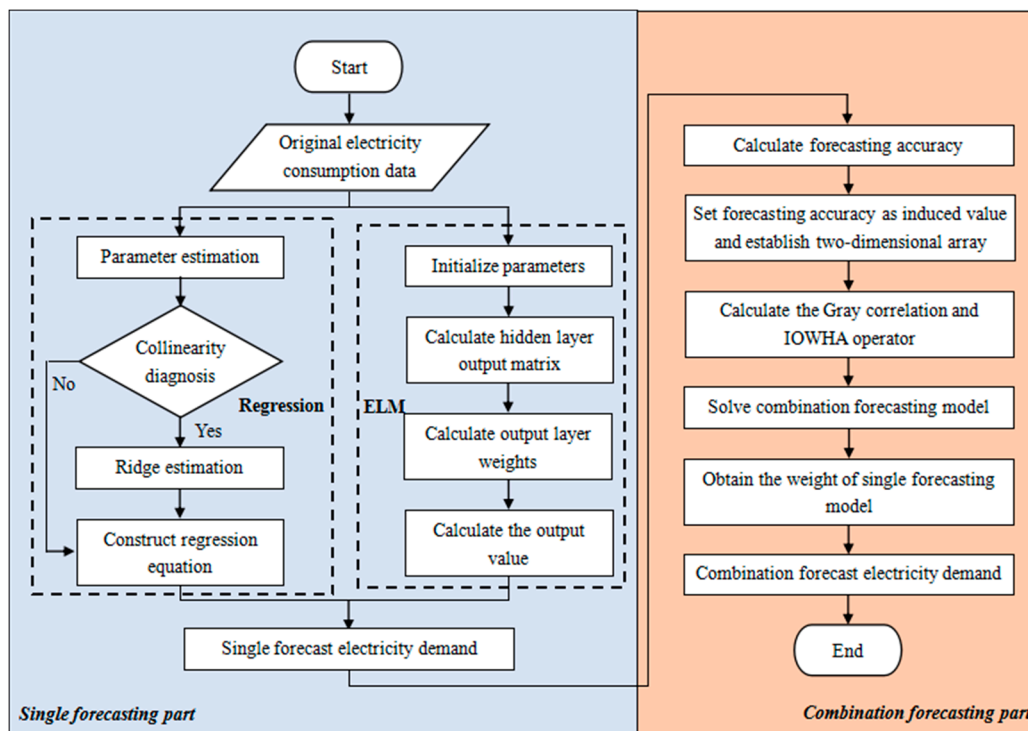 Start
Original electricity
consumption data
Parameter estimation
Collinearity
diagnosis
No
Regression
Yes
Ridge estimation
Construct regression
equation
Initialize parameters
Calculate hidden layer
output matrix
ELM
Calculate output layer
weights
Calculate the output
value
Single forecast electricity demand
Single forecasting part
Calculate forecasting accuracy
Set forecasting accuracy as induced value
and establish two-dimensional array
Calculate the Gray correlation and
IOWHA operator
Solve combination forecasting model
Obtain the weight of single forecasting
model
Combination forecast electricity demand
End
Combination forecasting part